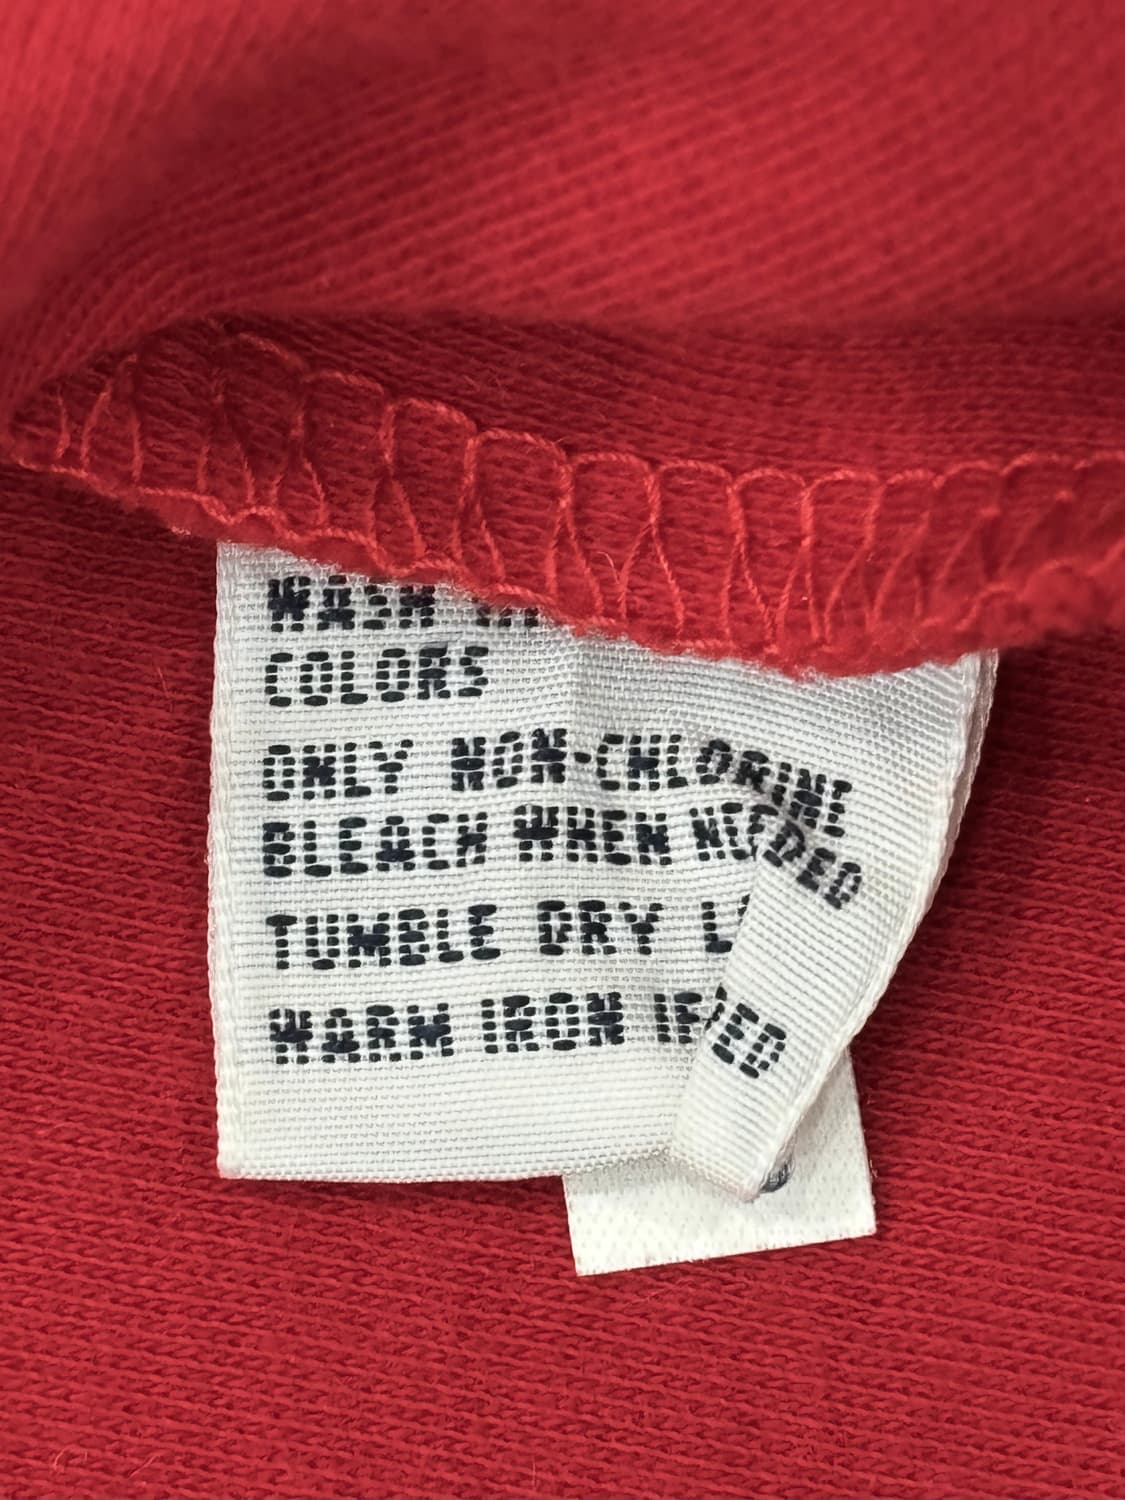 WASH
COLORS
ONLY NON-CHLORINE
BLEACH WHEN NEEDED
TUMBLE DRY
WARM IRON IF